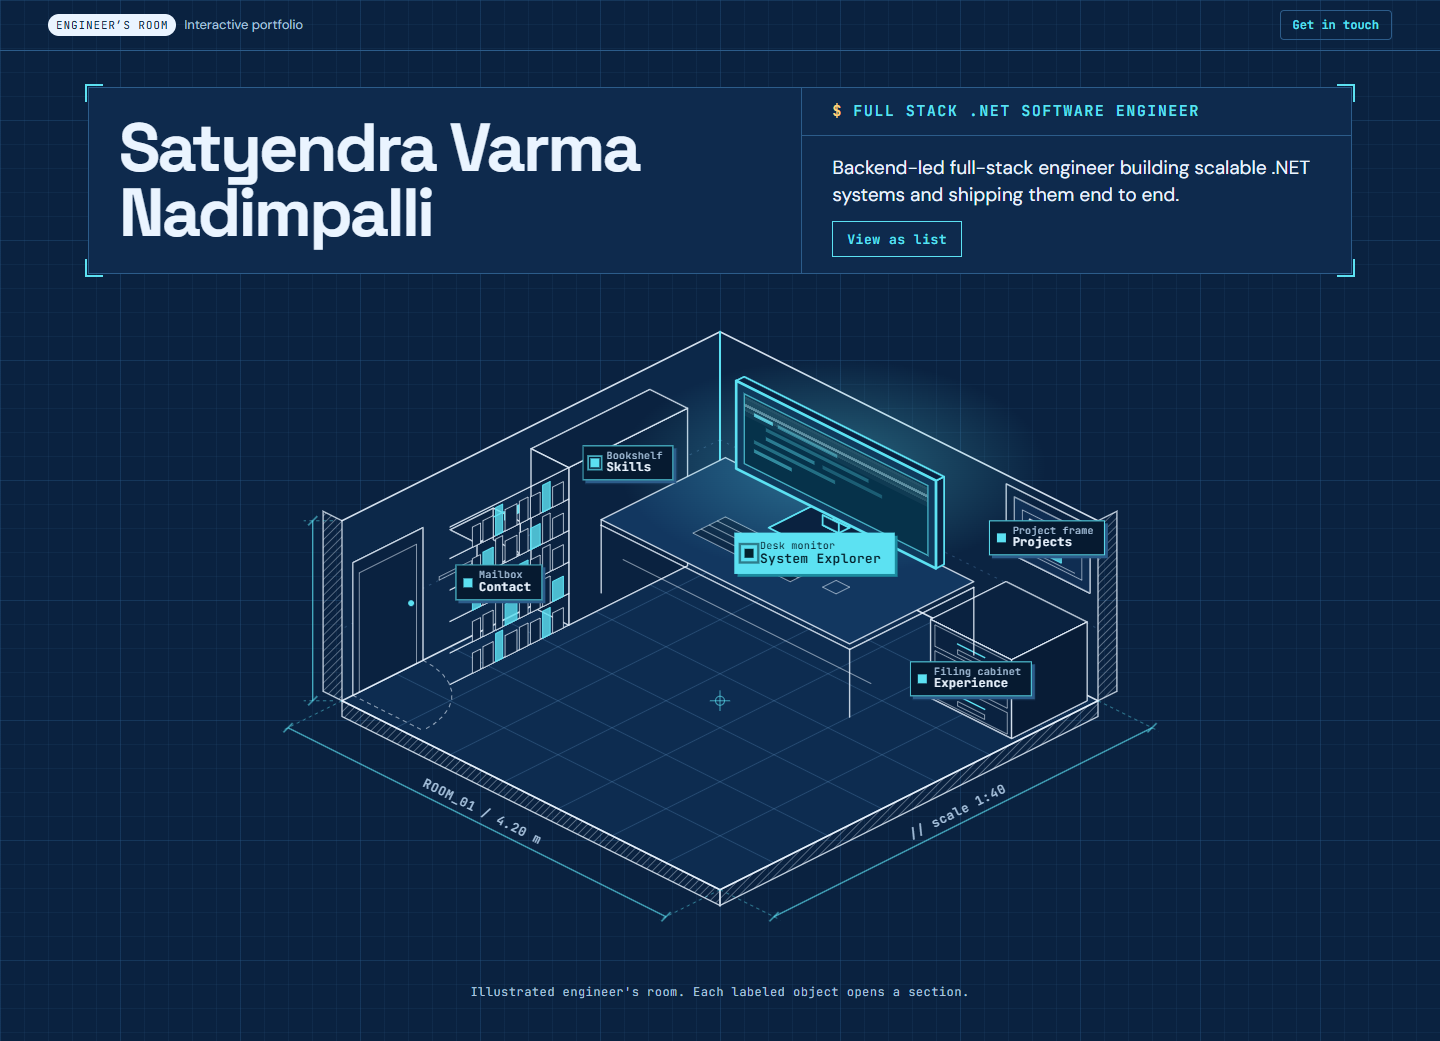 ENGINEER'S ROOM
Interactive portfolio
Get in touch
Satyendra Varma
Nadimpalli
$ FULL STACK .NET SOFTWARE ENGINEER
Backend-led full-stack engineer building scalable .NET
systems and shipping them end to end.
View as list
Bookshelf
Skills
Desk monitor
System Explorer
Project frame
Projects
Mailbox
Contact
Filing cabinet
Experience
ROOM_01 / 4.20 m
// scale 1:40
Illustrated engineer's room. Each labeled object opens a section.